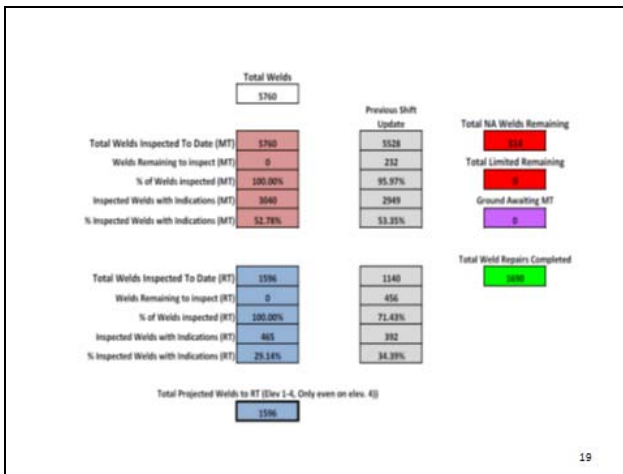 Total Welds
5760
Previous Shift
Update
Total NA Welds Remaining
Total Welds Inspected To Date (MT) 5760 5528
Welds Remaining to inspect (MT) 0 232
Total Limited Remaining
% of Welds inspected (MT) 100.00% 95.97%
0
Inspected Welds with Indications (MT) 3040 2949
Ground Awaiting MT
% Inspected Welds with Indications (MT) 52.78% 53.35%
0
Total Weld Repairs Completed
Total Welds Inspected To Date (RT) 1596 1140
1690
Welds Remaining to inspect (RT) 0 456
% of Welds inspected (RT) 100.00% 71.43%
Inspected Welds with Indications (RT) 465 392
% Inspected Welds with Indications (RT) 29.14% 34.39%
Total Projected Welds to RT (Elev 1-4, Only even on elev. 4))
1596
19